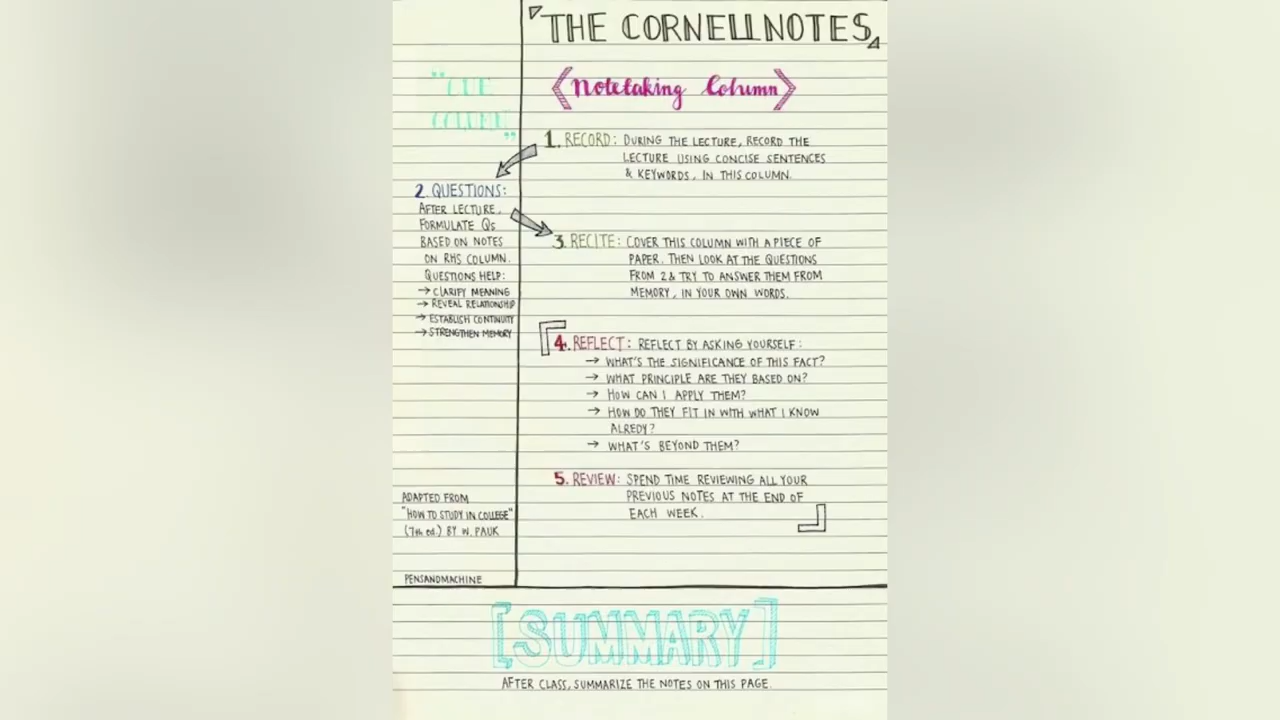 THE CORNELL NOTES
"CUE
COLUMN"
Notetaking Column
1. RECORD: DURING THE LECTURE, RECORD THE
LECTURE USING CONCISE SENTENCES
& KEYWORDS, IN THIS COLUMN.
2. QUESTIONS:
AFTER LECTURE,
FORMULATE Qs
BASED ON NOTES
ON RHS COLUMN.
QUESTIONS HELP:
→ CLARIFY MEANING
→ REVEAL RELATIONSHIP
→ ESTABLISH CONTINUITY
→ STRENGTHEN MEMORY
3. RECITE: COVER THIS COLUMN WITH A PIECE OF
PAPER. THEN LOOK AT THE QUESTIONS
FROM 2 & TRY TO ANSWER THEM FROM
MEMORY, IN YOUR OWN WORDS.
4. REFLECT: REFLECT BY ASKING YOURSELF:
→ WHAT'S THE SIGNIFICANCE OF THIS FACT?
→ WHAT PRINCIPLE ARE THEY BASED ON?
→ HOW CAN I APPLY THEM?
→ HOW DO THEY FIT IN WITH WHAT I KNOW
ALREDY?
→ WHAT'S BEYOND THEM?
5. REVIEW: SPEND TIME REVIEWING ALL YOUR
PREVIOUS NOTES AT THE END OF
EACH WEEK.
ADAPTED FROM
"HOW TO STUDY IN COLLEGE"
(7th ed.) BY W. PAUK
PENSANDMACHINE
[SUMMARY]
AFTER CLASS, SUMMARIZE THE NOTES ON THIS PAGE.